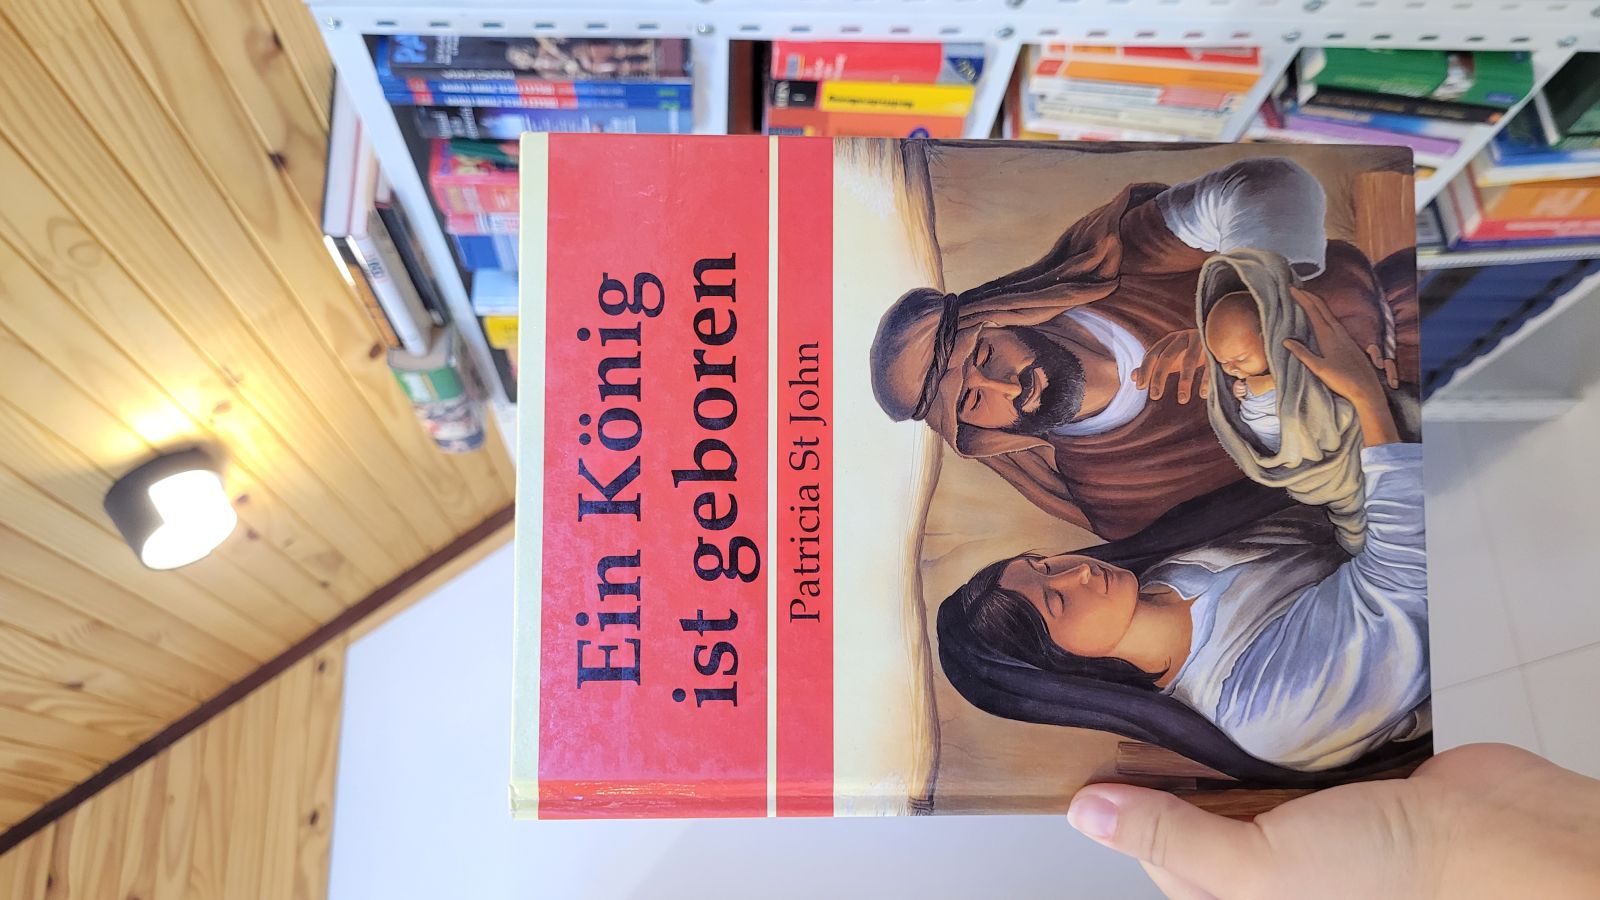 Ein König
ist geboren
Patricia St John